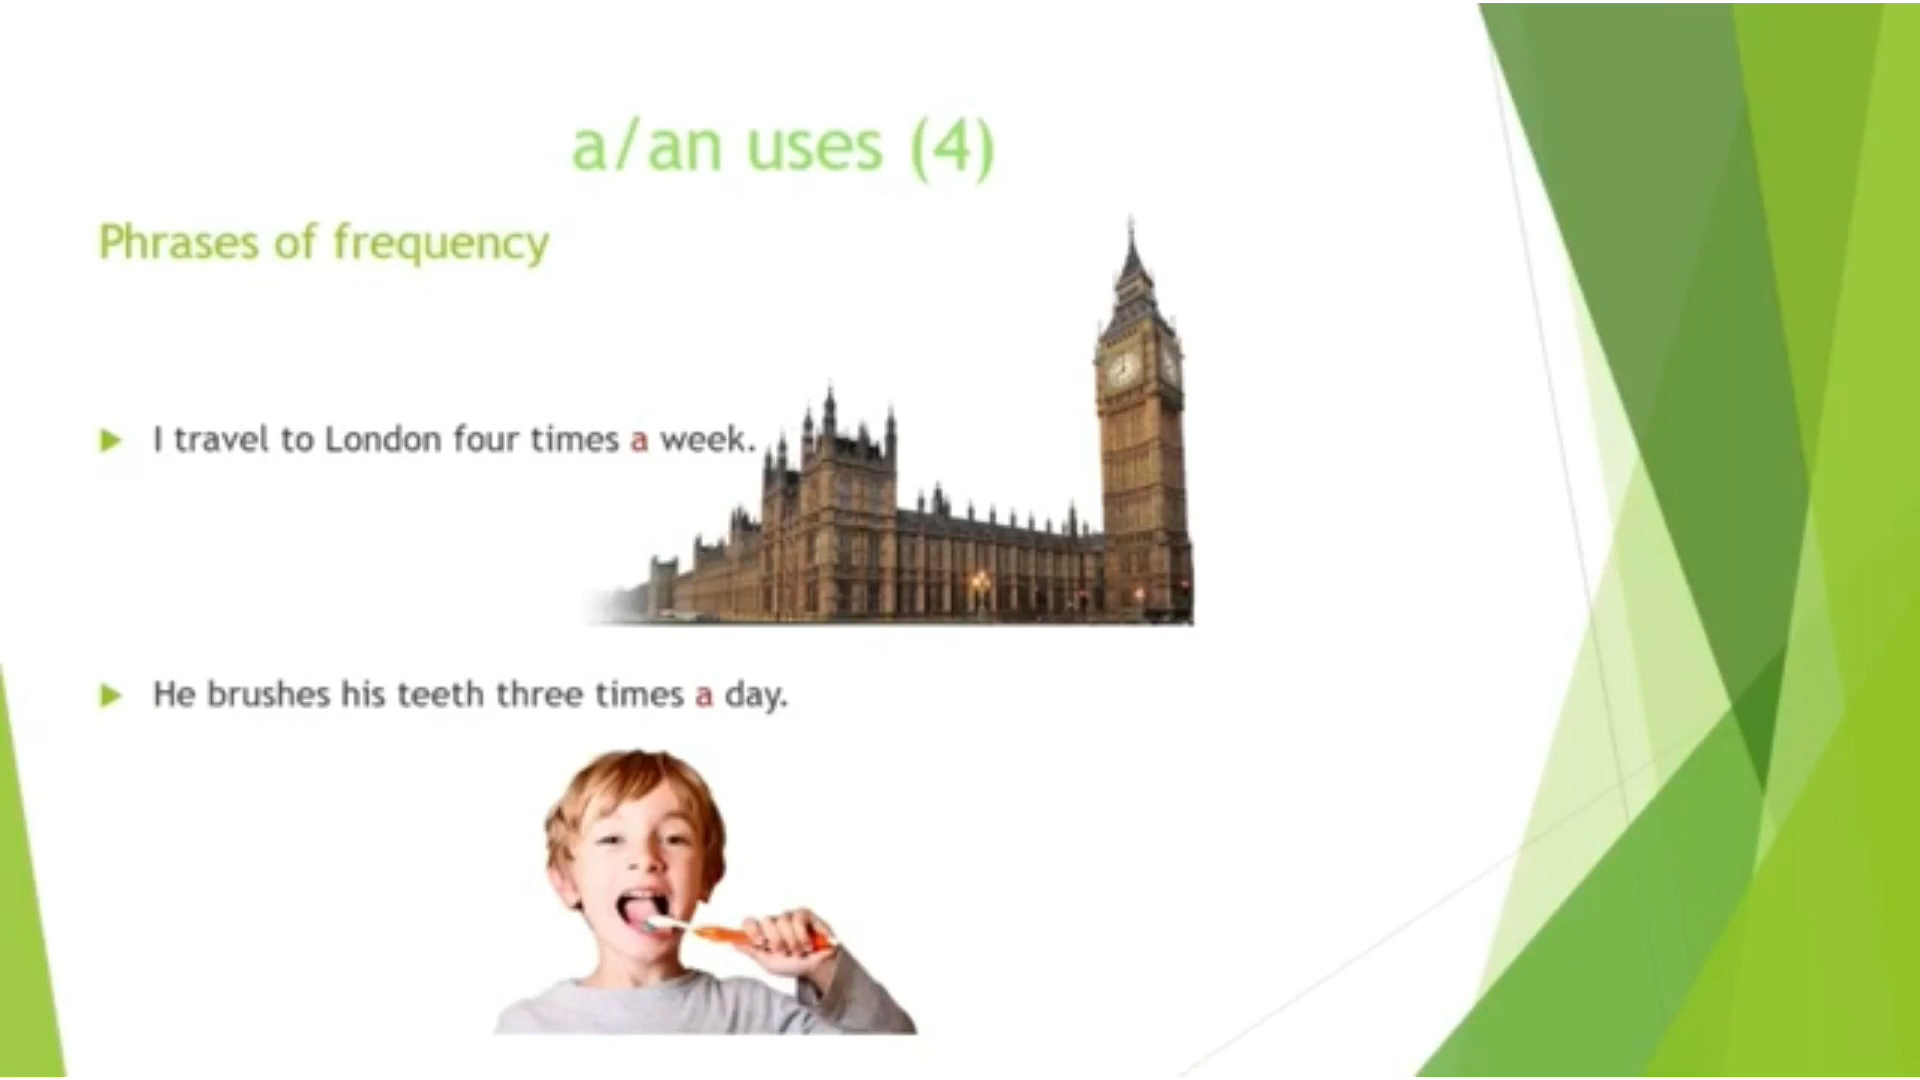 a/an uses (4)
Phrases of frequency
I travel to London four times a week.
He brushes his teeth three times a day.